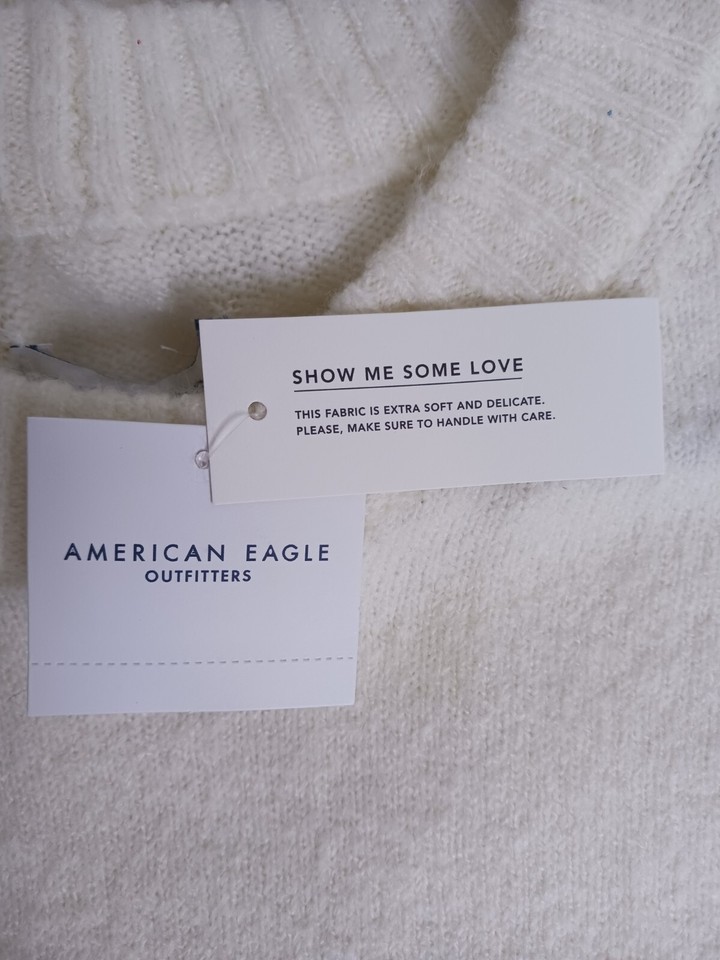 SHOW ME SOME LOVE
THIS FABRIC IS EXTRA SOFT AND DELICATE.
PLEASE, MAKE SURE TO HANDLE WITH CARE.
AMERICAN EAGLE
OUTFITTERS